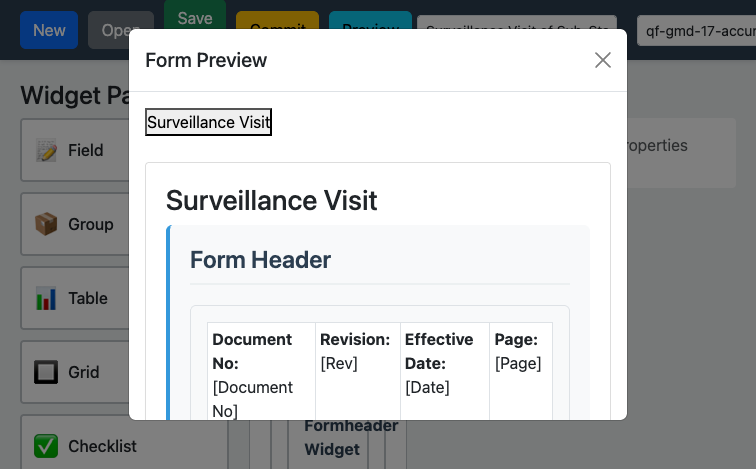 New
Open
Save
Commit
Preview
Surveillance Visit of Sub-Sta
qf-gmd-17-accur
Form Preview
Widget Pa
Surveillance Visit
Field
Group
Table
Grid
Checklist
roperties
Surveillance Visit
Form Header
Document No:
[Document No]
Revision:
[Rev]
Effective Date:
[Date]
Page:
[Page]
Formheader
Widget